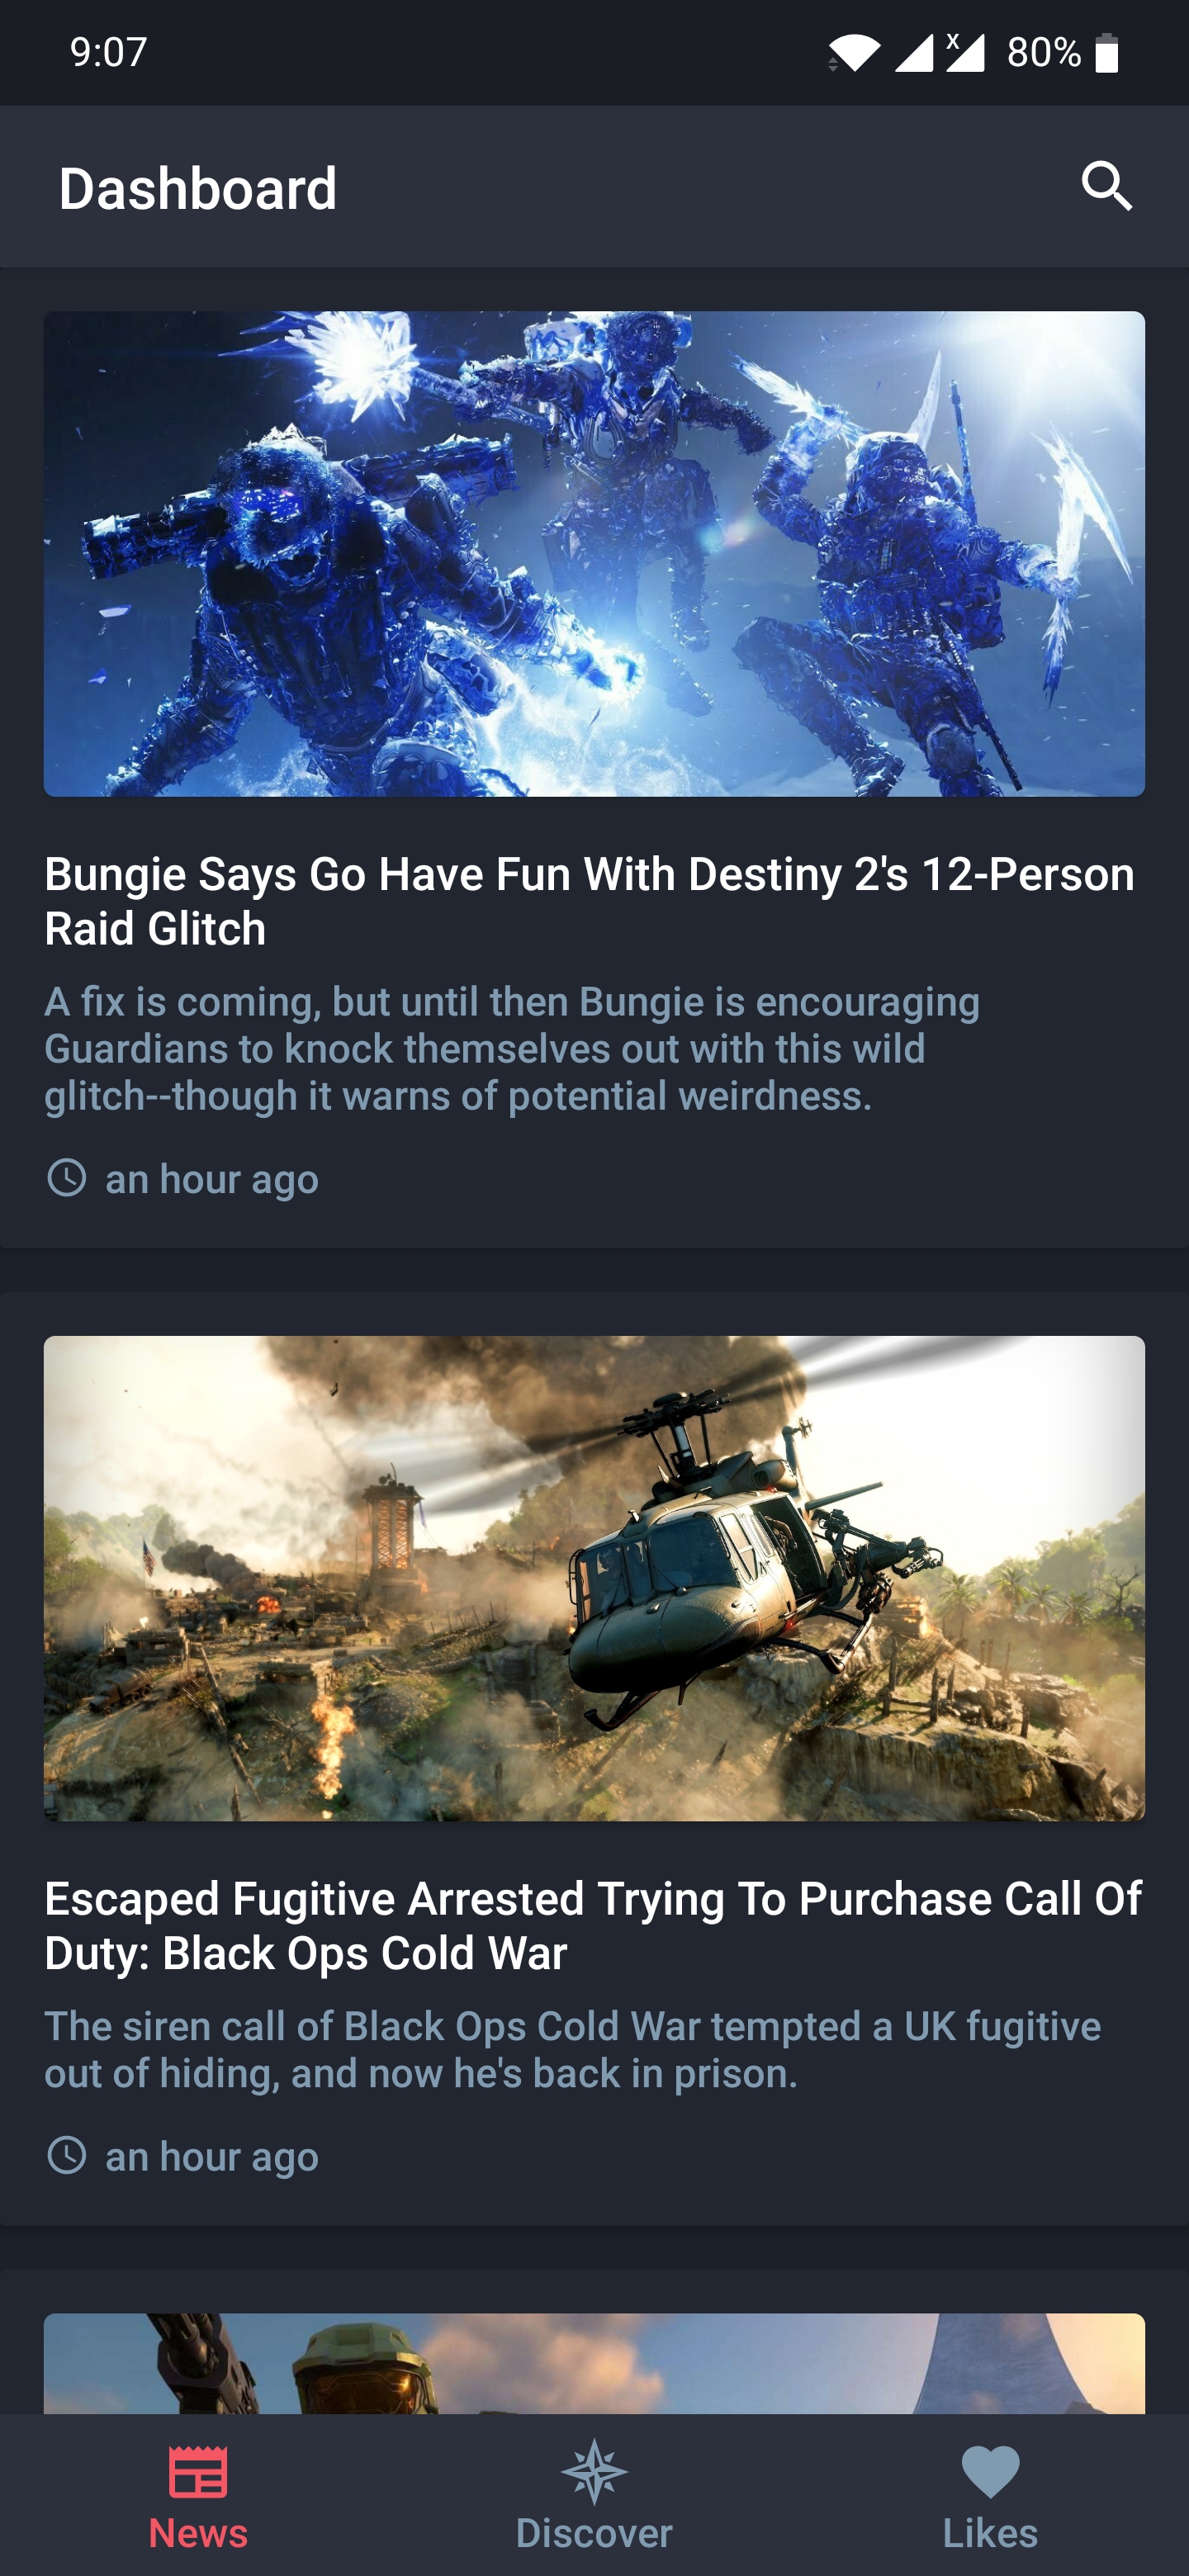 9:07
X
80%
Dashboard
Bungie Says Go Have Fun With Destiny 2's 12-Person
Raid Glitch
A fix is coming, but until then Bungie is encouraging
Guardians to knock themselves out with this wild
glitch--though it warns of potential weirdness.
an hour ago
Escaped Fugitive Arrested Trying To Purchase Call Of
Duty: Black Ops Cold War
The siren call of Black Ops Cold War tempted a UK fugitive
out of hiding, and now he's back in prison.
an hour ago
News
Discover
Likes